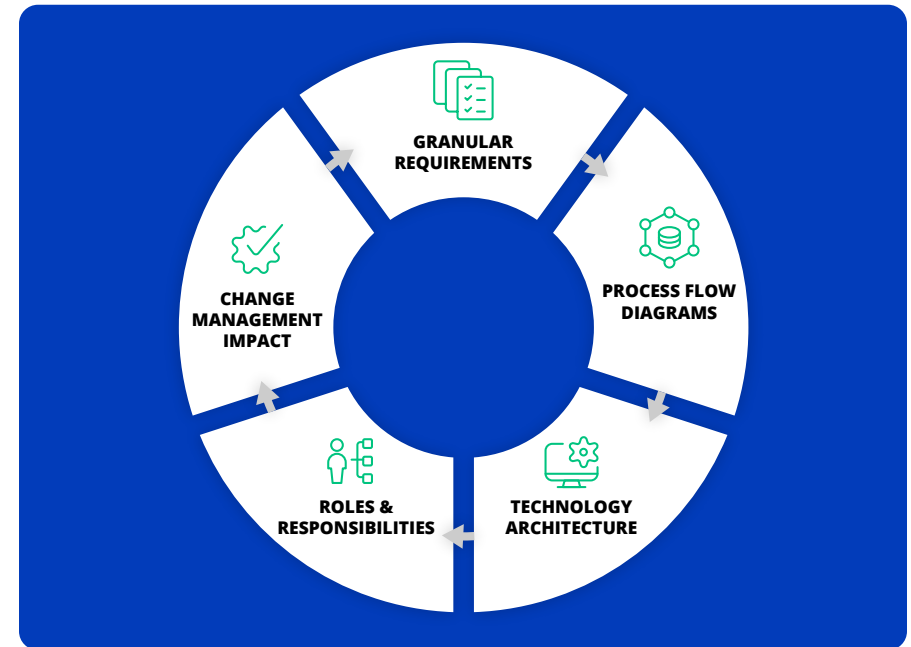 GRANULAR
REQUIREMENTS
PROCESS FLOW
DIAGRAMS
TECHNOLOGY
ARCHITECTURE
ROLES &
RESPONSIBILITIES
CHANGE
MANAGEMENT
IMPACT